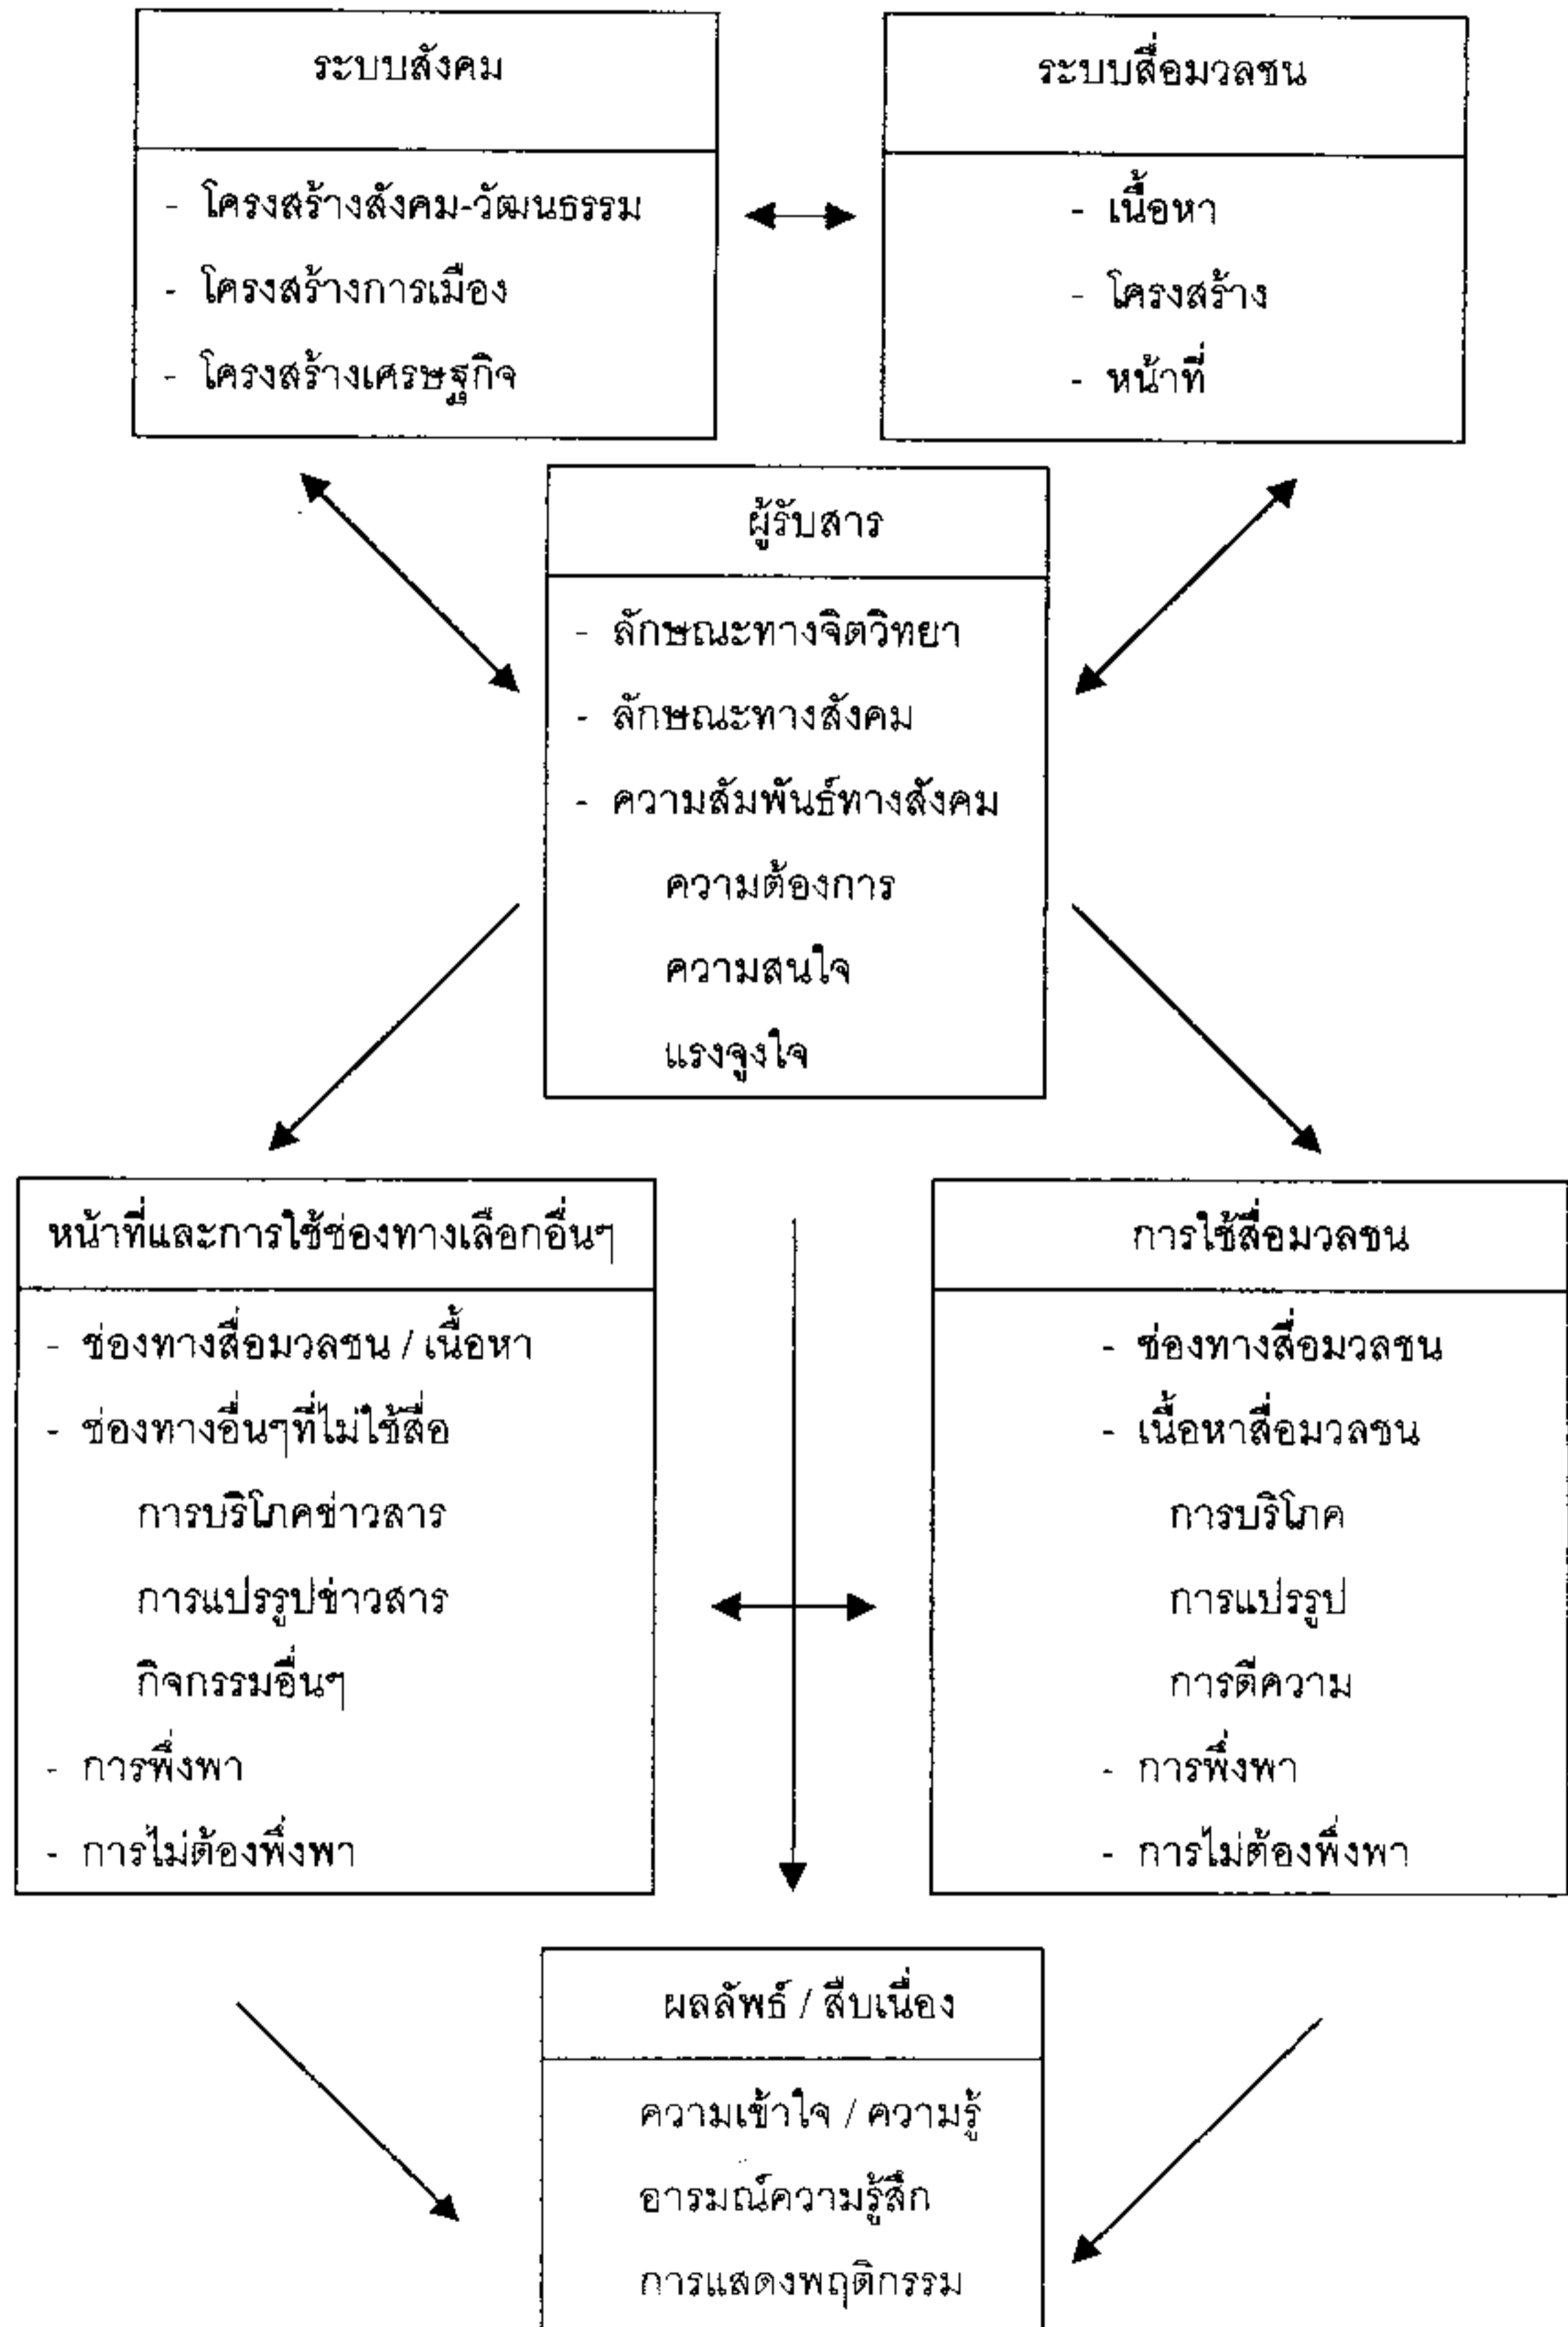 ระบบสังคม
- โครงสร้างสังคม-วัฒนธรรม
- โครงสร้างการเมือง
- โครงสร้างเศรษฐกิจ
ระบบสื่อมวลชน
- เนื้อหา
- โครงสร้าง
- หน้าที่
ผู้รับสาร
- ลักษณะทางจิตวิทยา
- ลักษณะทางสังคม
- ความสัมพันธ์ทางสังคม
ความต้องการ
ความสนใจ
แรงจูงใจ
หน้าที่และการใช้ช่องทางเลือกอื่นๆ
- ช่องทางสื่อมวลชน / เนื้อหา
- ช่องทางอื่นๆที่ไม่ใช้สื่อ
การบริโภคข่าวสาร
การแปรรูปข่าวสาร
กิจกรรมอื่นๆ
- การพึ่งพา
- การไม่ต้องพึ่งพา
การใช้สื่อมวลชน
- ช่องทางสื่อมวลชน
- เนื้อหาสื่อมวลชน
การบริโภค
การแปรรูป
การตีความ
- การพึ่งพา
- การไม่ต้องพึ่งพา
ผลลัพธ์ / สืบเนื่อง
ความเข้าใจ / ความรู้
อารมณ์ความรู้สึก
การแสดงพฤติกรรม